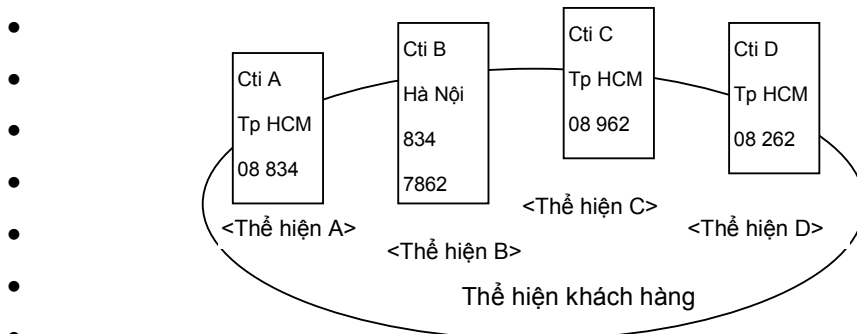 Cti A
Tp HCM
08 834
<Thể hiện A>
Cti B
Hà Nội
834
7862
<Thể hiện B>
Cti C
Tp HCM
08 962
<Thể hiện C>
Cti D
Tp HCM
08 262
<Thể hiện D>
Thể hiện khách hàng